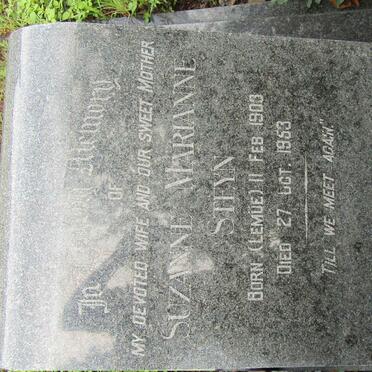 In Loving Memory
OF
MY DEVOTED WIFE AND OUR SWEET MOTHER
SUZANNE MARIANNE
STEYN
BORN (LEMUE) 11 FEB 1903
DIED 27 OCT. 1953
"TILL WE MEET AGAIN"